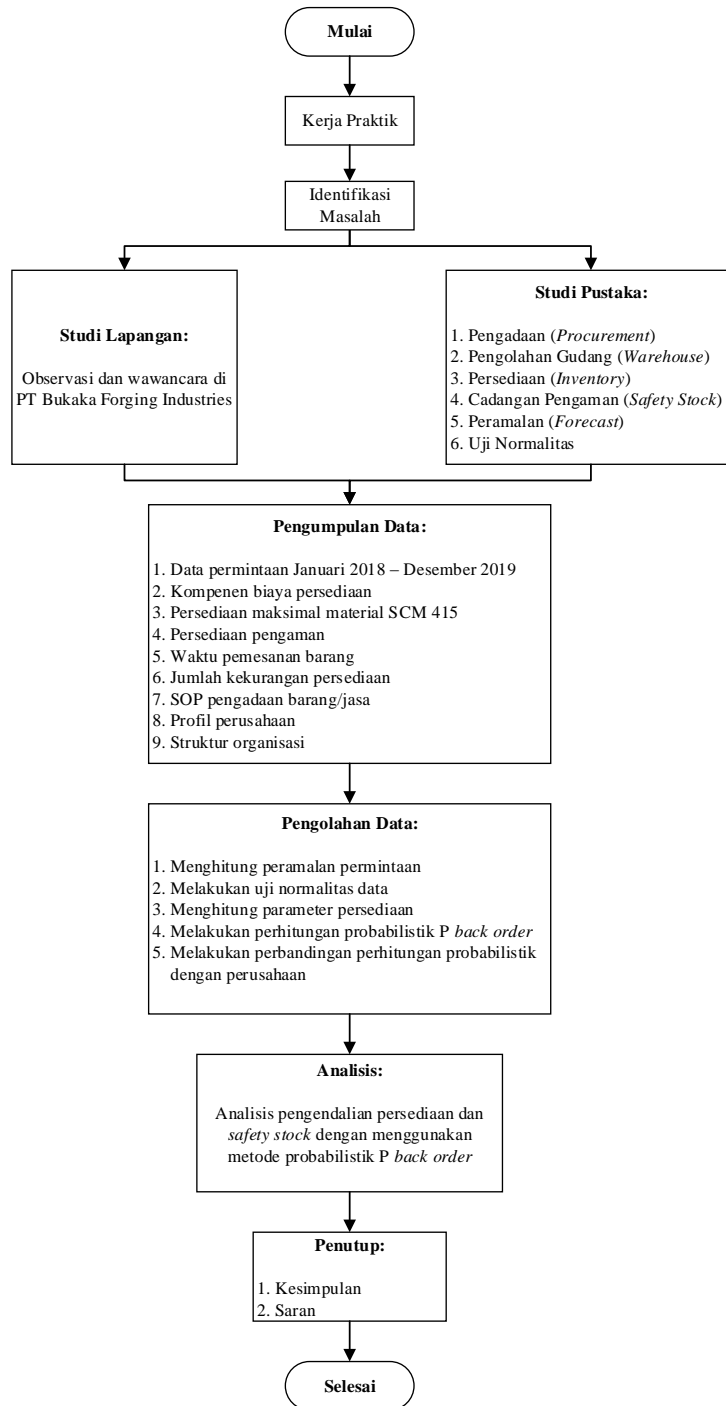 Mulai
Kerja Praktik
Identifikasi
Masalah
Studi Lapangan:
Observasi dan wawancara di
PT Bukaka Forging Industries
Studi Pustaka:
1. Pengadaan (Procurement)
2. Pengolahan Gudang (Warehouse)
3. Persediaan (Inventory)
4. Cadangan Pengaman (Safety Stock)
5. Peramalan (Forecast)
6. Uji Normalitas
Pengumpulan Data:
1. Data permintaan Januari 2018 – Desember 2019
2. Kompenen biaya persediaan
3. Persediaan maksimal material SCM 415
4. Persediaan pengaman
5. Waktu pemesanan barang
6. Jumlah kekurangan persediaan
7. SOP pengadaan barang/jasa
8. Profil perusahaan
9. Struktur organisasi
Pengolahan Data:
1. Menghitung peramalan permintaan
2. Melakukan uji normalitas data
3. Menghitung parameter persediaan
4. Melakukan perhitungan probabilistik P back order
5. Melakukan perbandingan perhitungan probabilistik
dengan perusahaan
Analisis:
Analisis pengendalian persediaan dan
safety stock dengan menggunakan
metode probabilistik P back order
Penutup:
1. Kesimpulan
2. Saran
Selesai